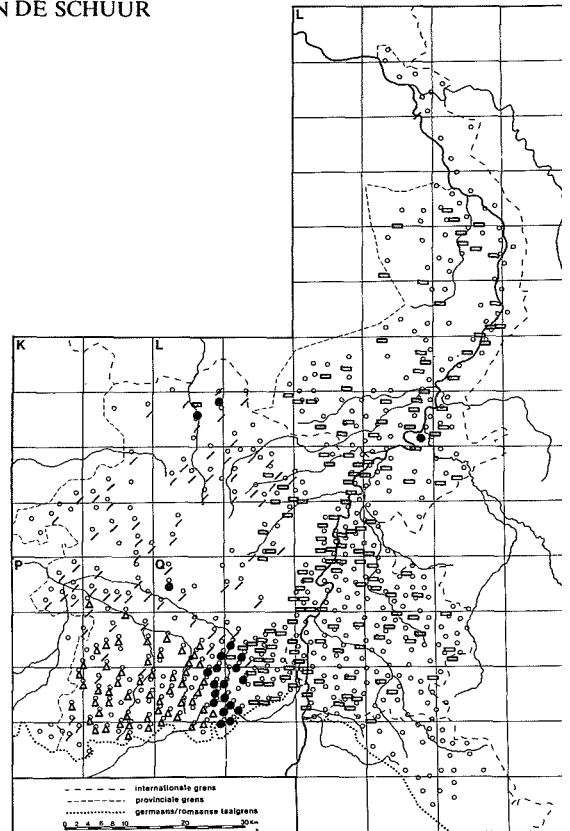 N DE SCHUUR
L
K
L
P
Q
internationale grens
provinciale grens
germaans/romaanse taalgrens
0 2 4 6 8 10 20 30 Km